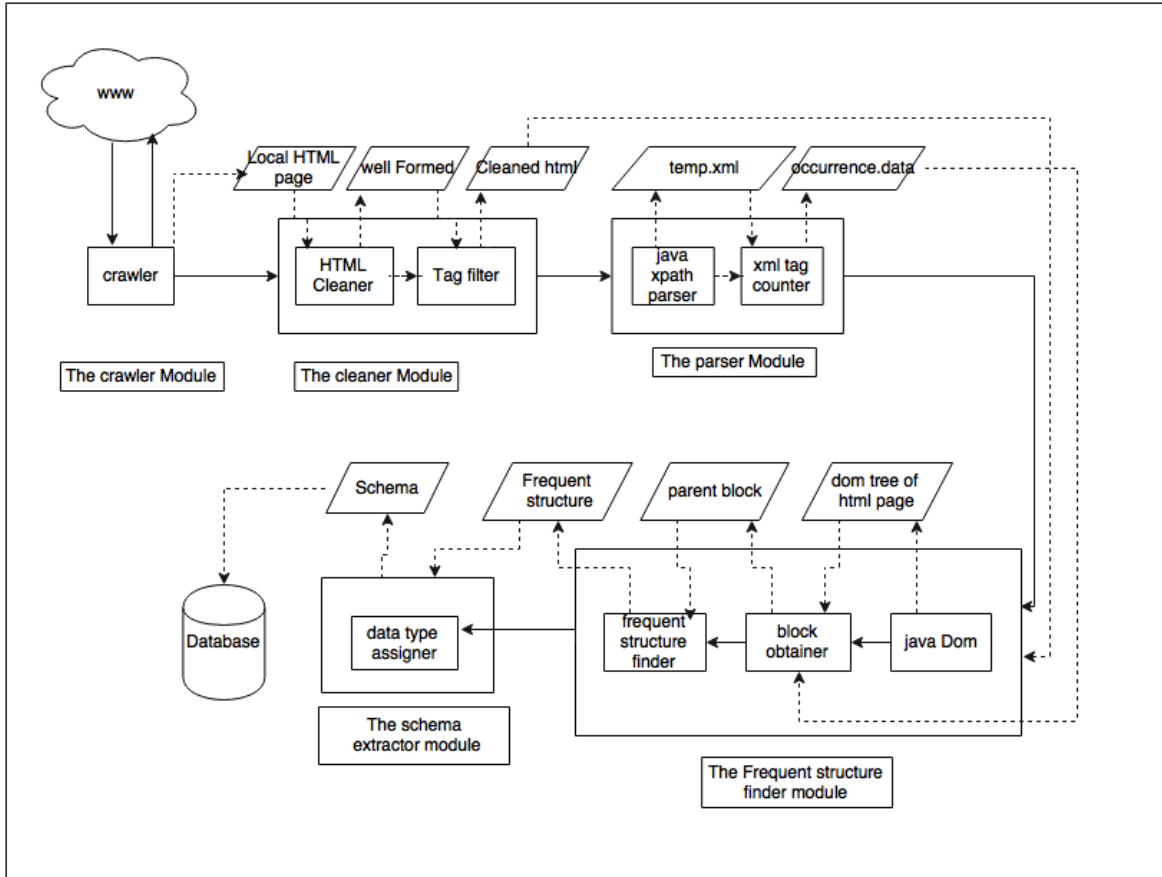 www
Local HTML
page
well Formed
Cleaned html
temp.xml
occurrence.data
crawler
HTML
Cleaner
Tag filter
java
xpath
parser
xml tag
counter
The crawler Module
The cleaner Module
The parser Module
Schema
Frequent
structure
parent block
dom tree of
html page
Database
data type
assigner
frequent
structure
finder
block
obtainer
java Dom
The schema
extractor module
The Frequent structure
finder module